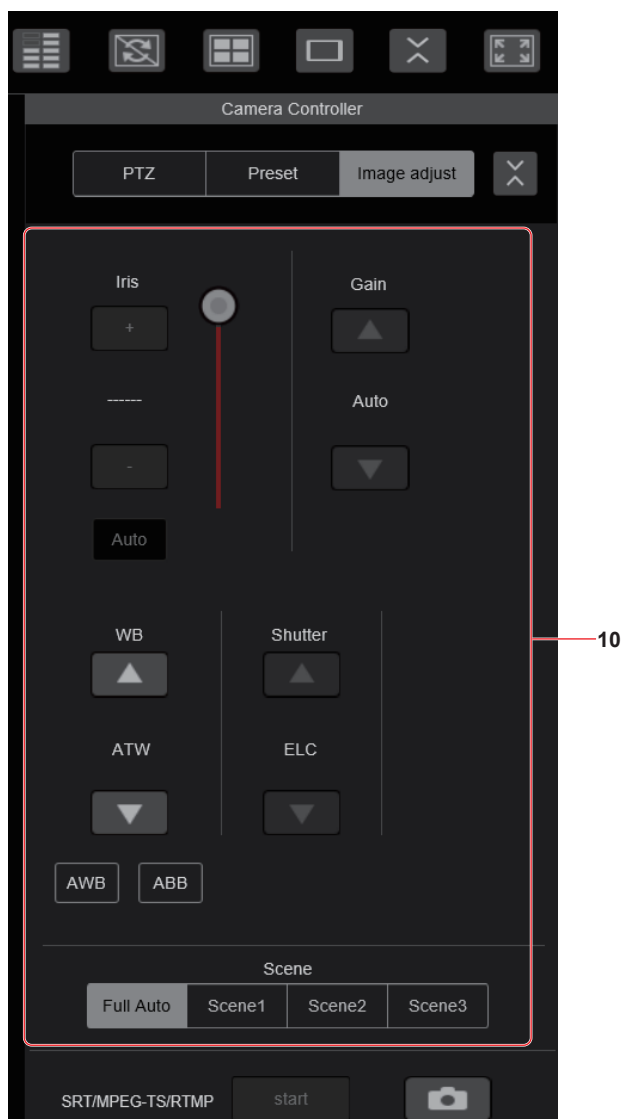 Camera Controller
PTZ Preset Image adjust
Iris Gain
+
------ Auto
-
Auto
10
WB Shutter
ATW ELC
AWB ABB
Scene
Full Auto Scene1 Scene2 Scene3
SRT/MPEG-TS/RTMP start